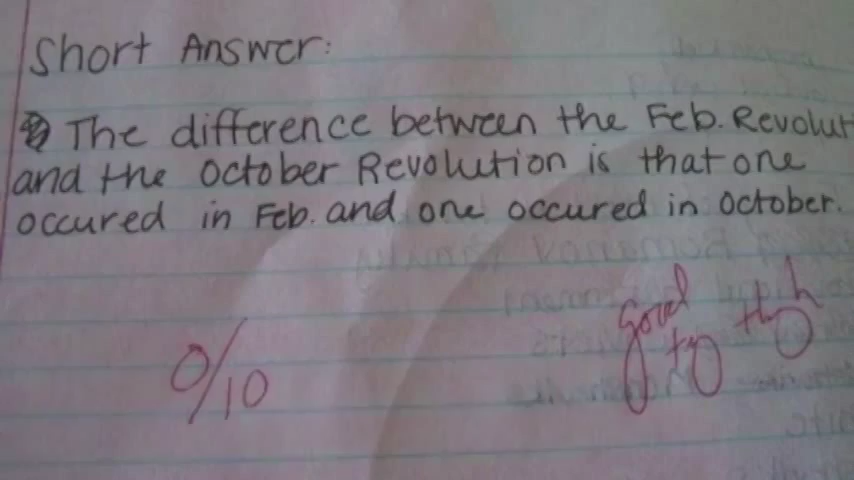 Short Answer:
The difference between the Feb. Revolut
and the October Revolution is that one
occured in Feb. and one occured in October.
0/10
good
try tho